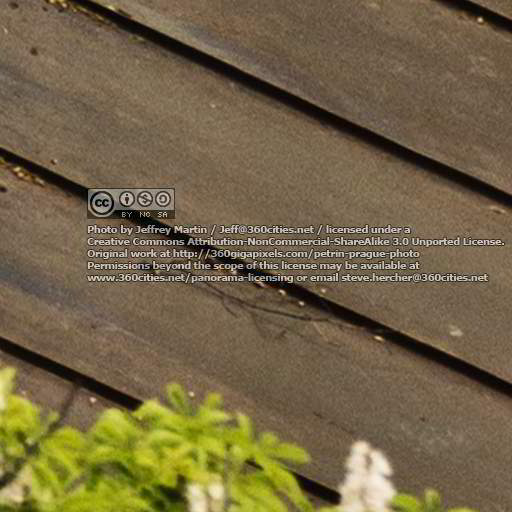 cc
BY NC SA
Photo by Jeffrey Martin / Jeff@360cities.net / licensed under a
Creative Commons Attribution-NonCommercial-ShareAlike 3.0 Unported License.
Original work at http://360gigapixels.com/petrin-prague-photo
Permissions beyond the scope of this license may be available at
www.360cities.net/panorama-licensing or email steve.hercher@360cities.net